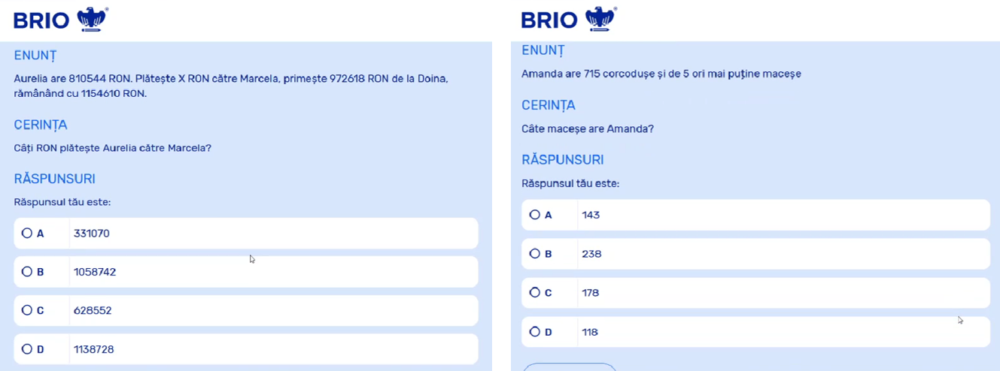 BRIO
ENUNȚ
Aurelia are 810544 RON. Plătește X RON către Marcela, primește 972618 RON de la Doina,
rămânând cu 1154610 RON.
CERINȚA
Câți RON plătește Aurelia către Marcela?
RĂSPUNSURI
Răspunsul tău este:
A 331070
B 1058742
C 628552
D 1138728
BRIO
ENUNȚ
Amanda are 715 corcodușe și de 5 ori mai puține maceșe
CERINȚA
Câte maceșe are Amanda?
RĂSPUNSURI
Răspunsul tău este:
A 143
B 238
C 178
D 118